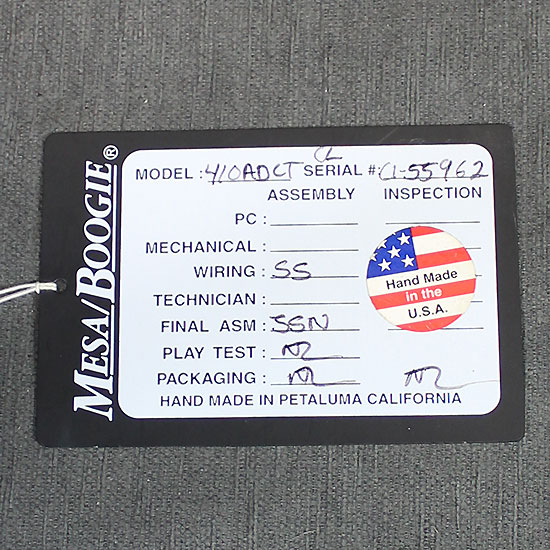 MESA/BOOGIE®
CL
MODEL: 410ADCT SERIAL #: C1-55962
ASSEMBLY INSPECTION
PC:
MECHANICAL:
WIRING: SS
TECHNICIAN:
FINAL ASM: SSN
PLAY TEST:
PACKAGING:
HAND MADE IN PETALUMA CALIFORNIA
Hand Made
in the
U.S.A.